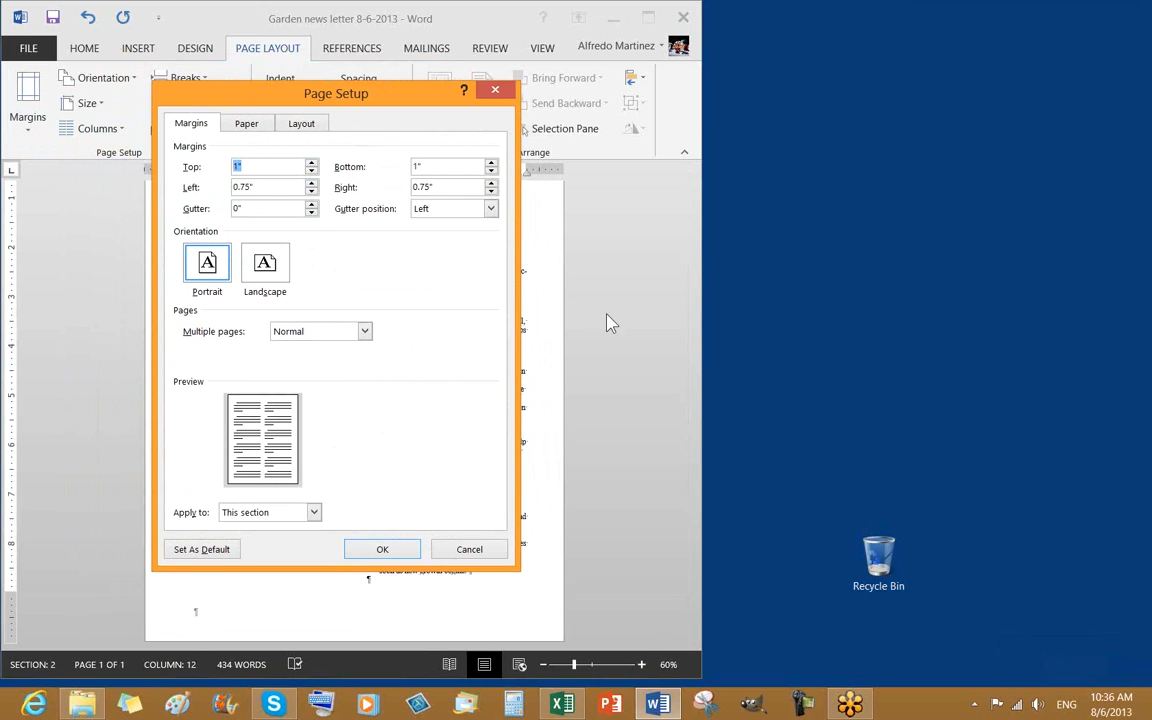 Garden news letter 8-6-2013 - Word
FILE HOME INSERT DESIGN PAGE LAYOUT REFERENCES MAILINGS REVIEW VIEW Alfredo Martinez
Margins
Orientation
Size
Columns
Page Setup
Breaks
Indent
Spacing
Bring Forward
Send Backward
Selection Pane
Arrange
Page Setup
Margins Paper Layout
Margins
Top: 1" Bottom: 1"
Left: 0.75" Right: 0.75"
Gutter: 0" Gutter position: Left
Orientation
Portrait Landscape
Pages
Multiple pages: Normal
Preview
Apply to: This section
Set As Default OK Cancel
Recycle Bin
SECTION: 2 PAGE 1 OF 1 COLUMN: 12 434 WORDS 60%
ENG
10:36 AM
8/6/2013